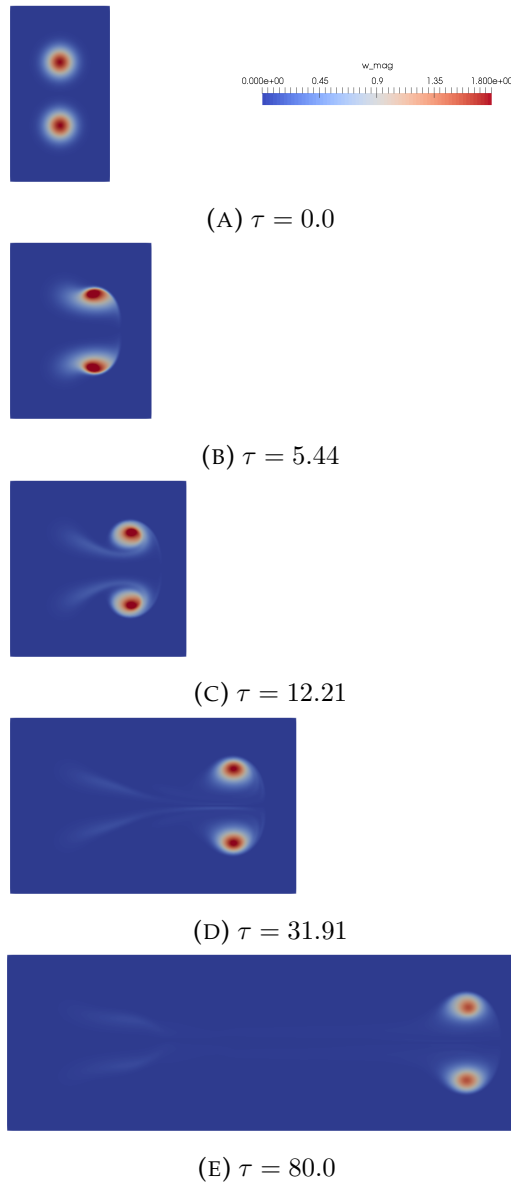 w_mag
0.000e+00 0.45 0.9 1.35 1.800e+00
(A) τ = 0.0
(B) τ = 5.44
(C) τ = 12.21
(D) τ = 31.91
(E) τ = 80.0